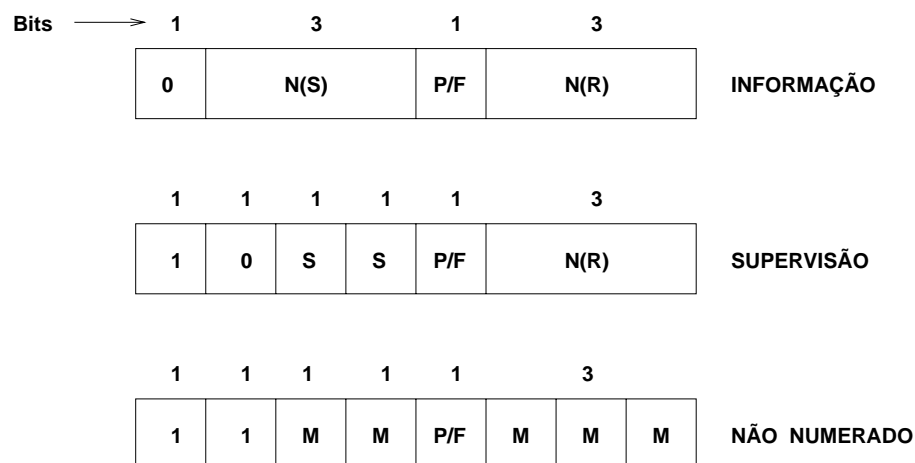 Bits 1 3 1 3
0 N(S) P/F N(R) INFORMAÇÃO
1 1 1 1 1 3
1 0 S S P/F N(R) SUPERVISÃO
1 1 1 1 1 3
1 1 M M P/F M M M NÃO NUMERADO